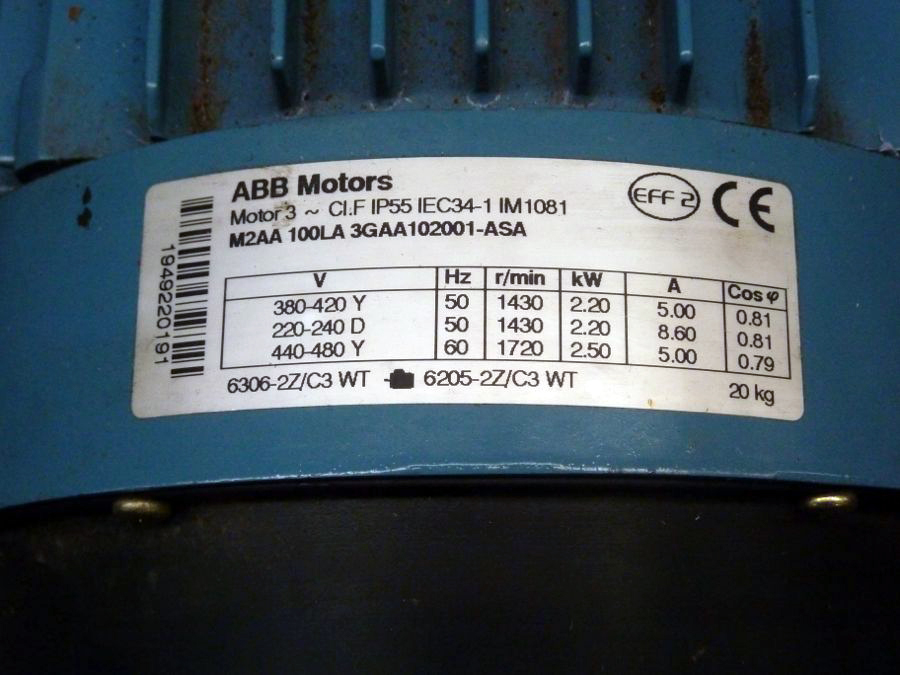 ABB Motors
Motor 3 ~ Cl.F IP55 IEC34-1 IM1081
M2AA 100LA 3GAA102001-ASA
EFF 2 CE
V Hz r/min kW A Cos φ
380-420 Y 50 1430 2.20 5.00 0.81
220-240 D 50 1430 2.20 8.60 0.81
440-480 Y 60 1720 2.50 5.00 0.79
6306-2Z/C3 WT 6205-2Z/C3 WT 20 kg
1949220191